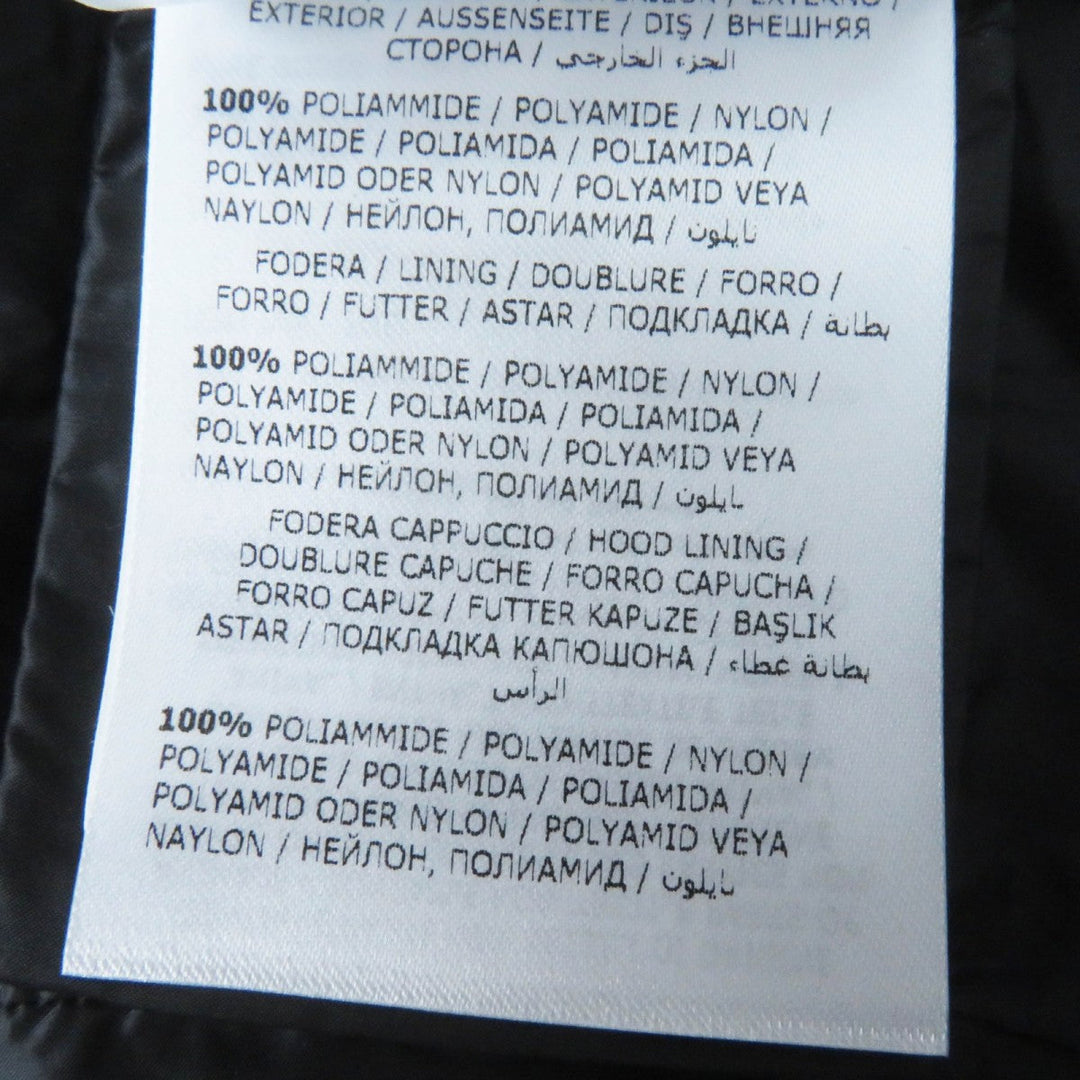 EXTERIOR / AUSSENSEITE / DIŞ / ВНЕШНЯЯ
СТОРОНА / الجزء الخارجي
100% POLIAMMIDE / POLYAMIDE / NYLON /
POLYAMIDE / POLIAMIDA / POLIAMIDA /
POLYAMID ODER NYLON / POLYAMID VEYA
NAYLON / НЕЙЛОН, ПОЛИАМИД / نايلون
FODERA / LINING / DOUBLURE / FORRO /
FORRO / FUTTER / ASTAR / ПОДКЛАДКА / بطانة
100% POLIAMMIDE / POLYAMIDE / NYLON /
POLYAMIDE / POLIAMIDA / POLIAMIDA /
POLYAMID ODER NYLON / POLYAMID VEYA
NAYLON / НЕЙЛОН, ПОЛИАМИД / نايلون
FODERA CAPPUCCIO / HOOD LINING /
DOUBLURE CAPUCHE / FORRO CAPUCHA /
FORRO CAPUZ / FUTTER KAPUZE / BAŞLIK
ASTAR / ПОДКЛАДКА КАПЮШОНА / بطانة غطاء
الرأس
100% POLIAMMIDE / POLYAMIDE / NYLON /
POLYAMIDE / POLIAMIDA / POLIAMIDA /
POLYAMID ODER NYLON / POLYAMID VEYA
NAYLON / НЕЙЛОН, ПОЛИАМИД / نايلون